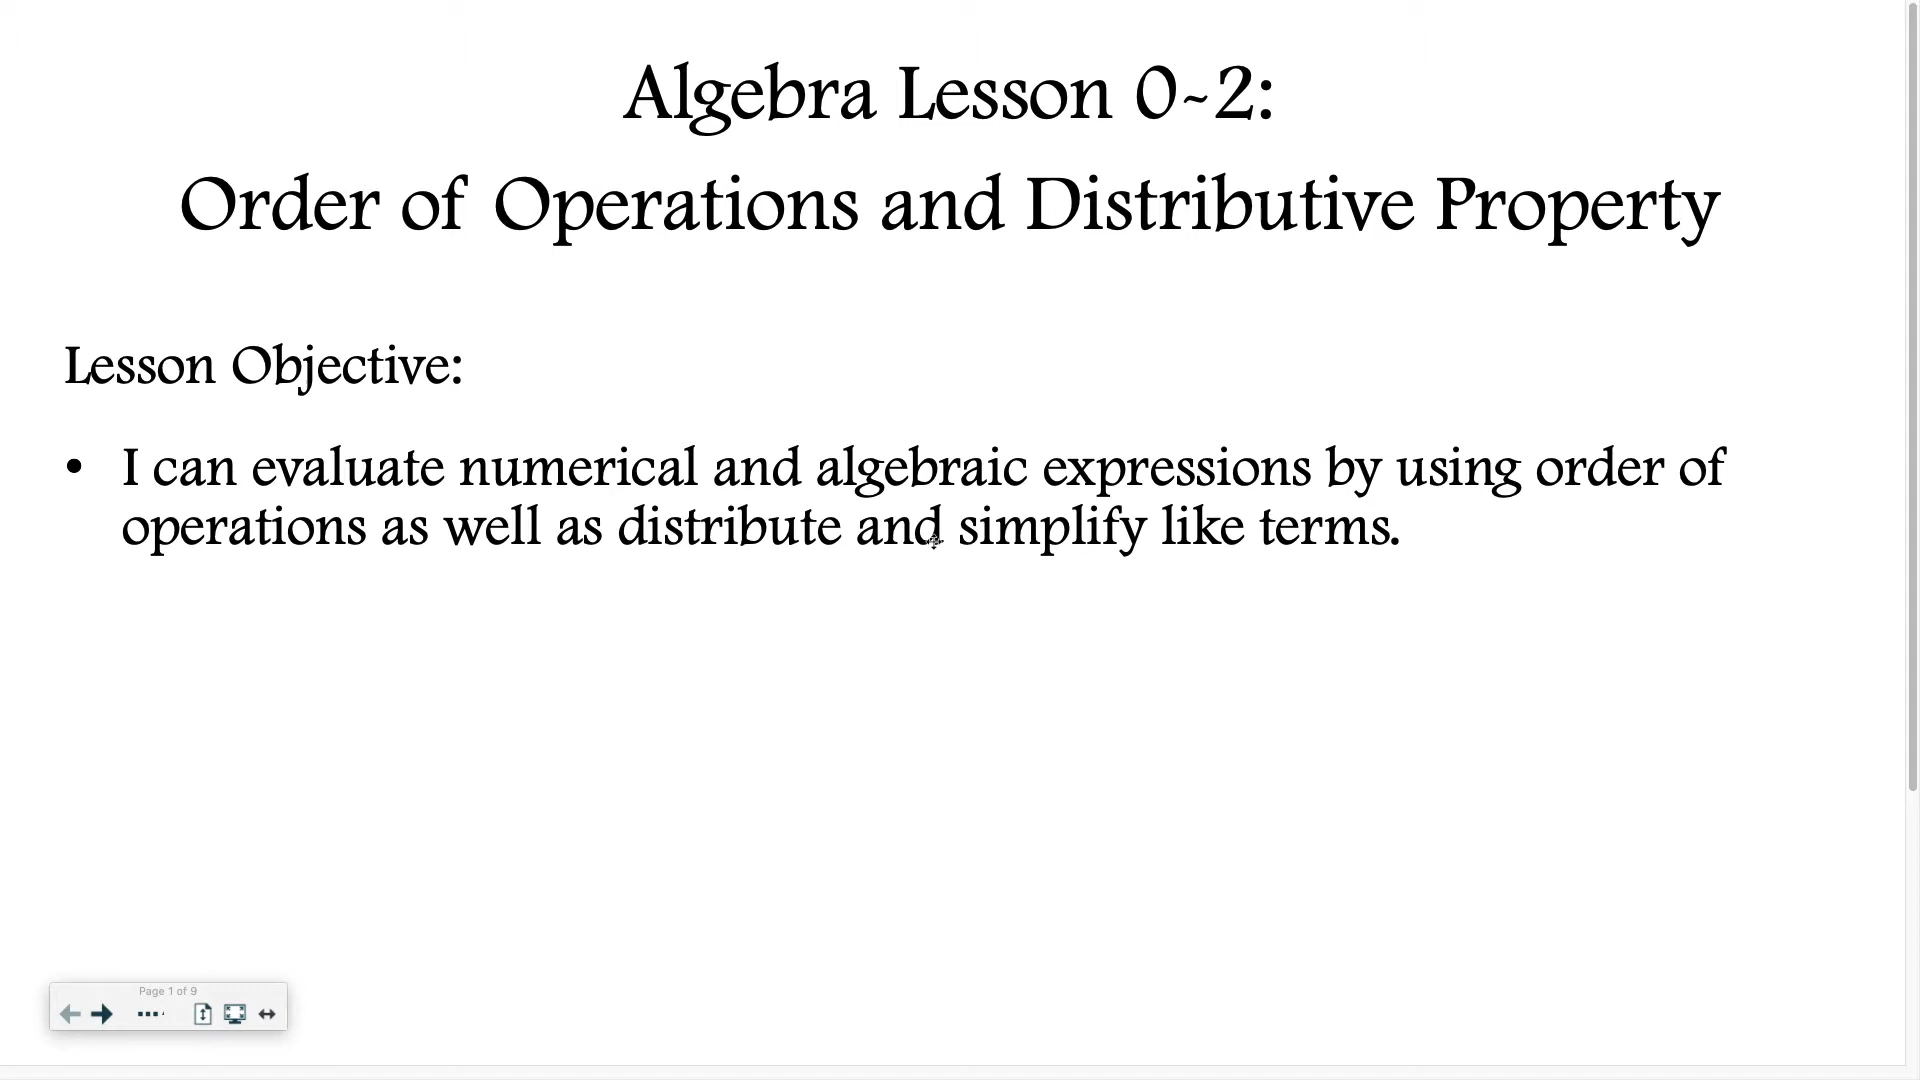 Algebra Lesson 0-2:
Order of Operations and Distributive Property
Lesson Objective:
• I can evaluate numerical and algebraic expressions by using order of
operations as well as distribute and simplify like terms.
Page 1 of 9